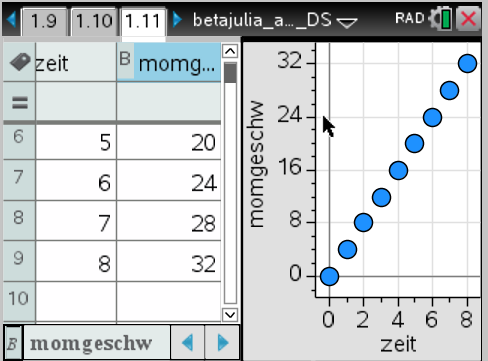 1.9 1.10 1.11 betajulia_a..._DS RAD
zeit B momg...
=
6 5 20
7 6 24
8 7 28
9 8 32
10
B momgeschw
momgeschw
32
24
16
8
0
0 2 4 6 8
zeit